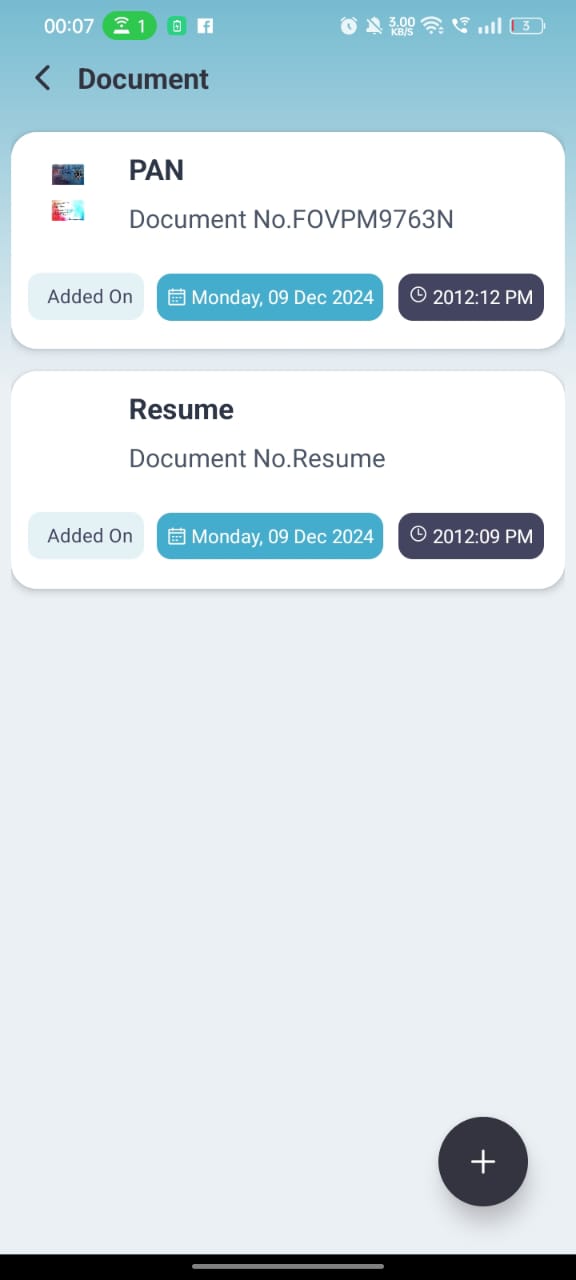 00:07 1 3.00 KB/S 3
Document
PAN
Document No.FOVPM9763N
Added On Monday, 09 Dec 2024 2012:12 PM
Resume
Document No.Resume
Added On Monday, 09 Dec 2024 2012:09 PM
+